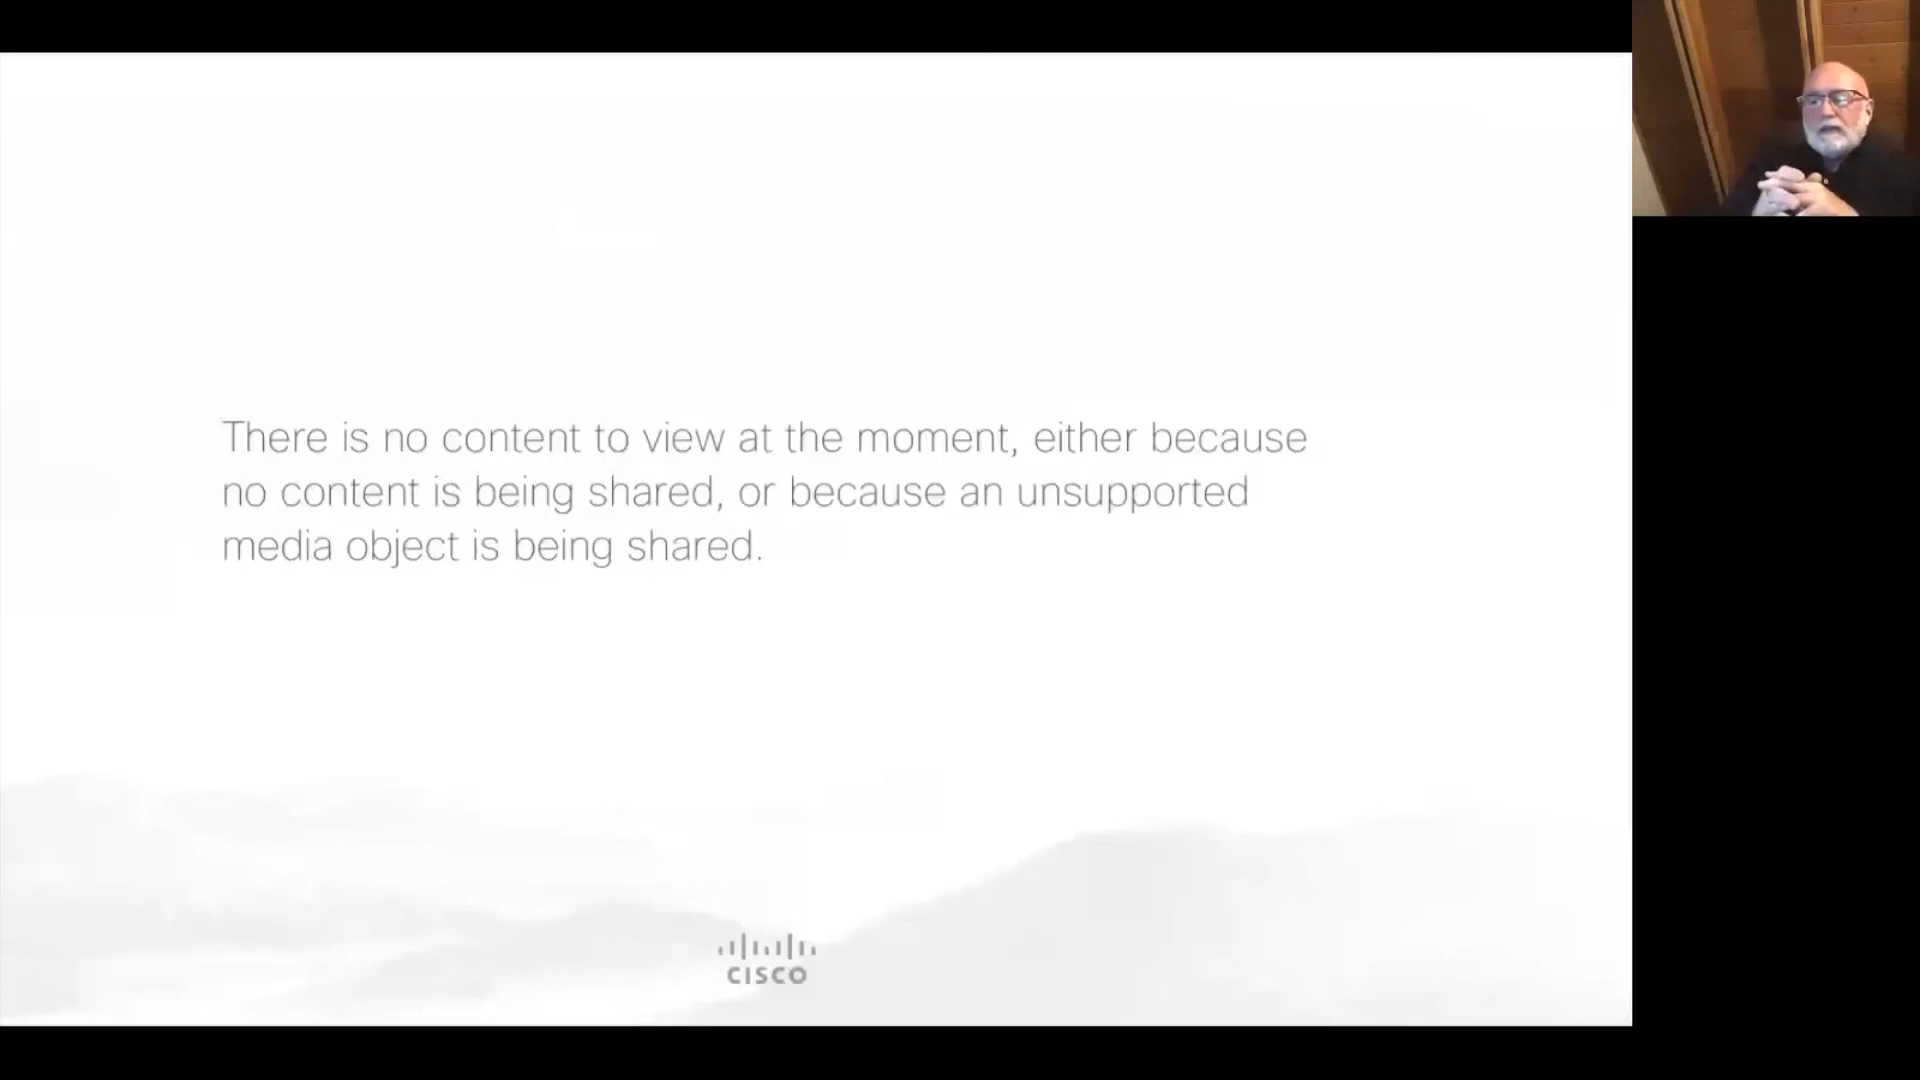 There is no content to view at the moment, either because
no content is being shared, or because an unsupported
media object is being shared.
CISCO